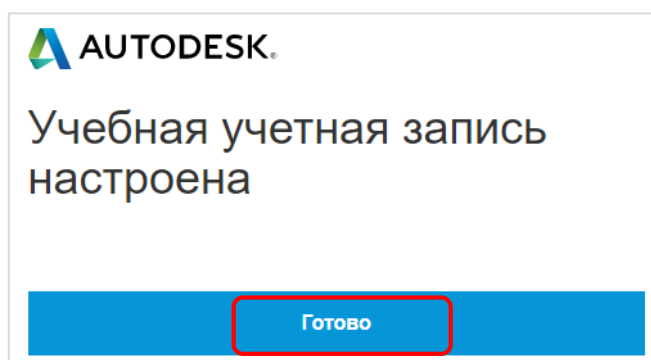 AUTODESK®
Учебная учетная запись
настроена
Готово